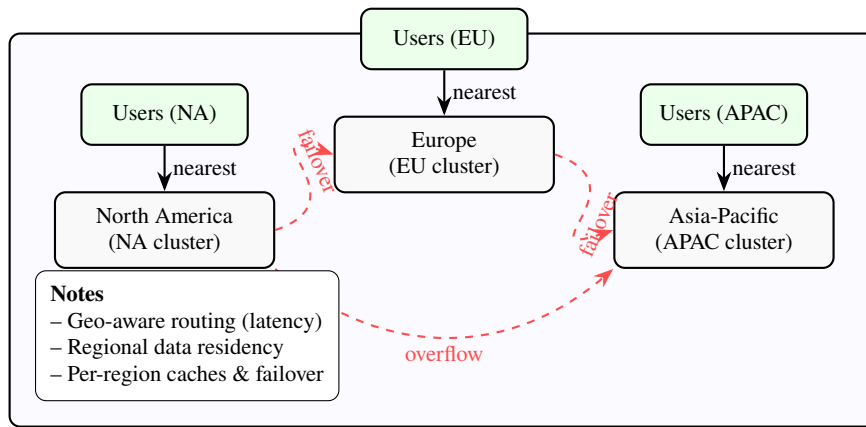 Users (EU)
nearest
Users (NA)
Users (APAC)
nearest
nearest
failover
Europe
(EU cluster)
failover
North America
(NA cluster)
Asia-Pacific
(APAC cluster)
Notes
– Geo-aware routing (latency)
– Regional data residency
– Per-region caches & failover
overflow